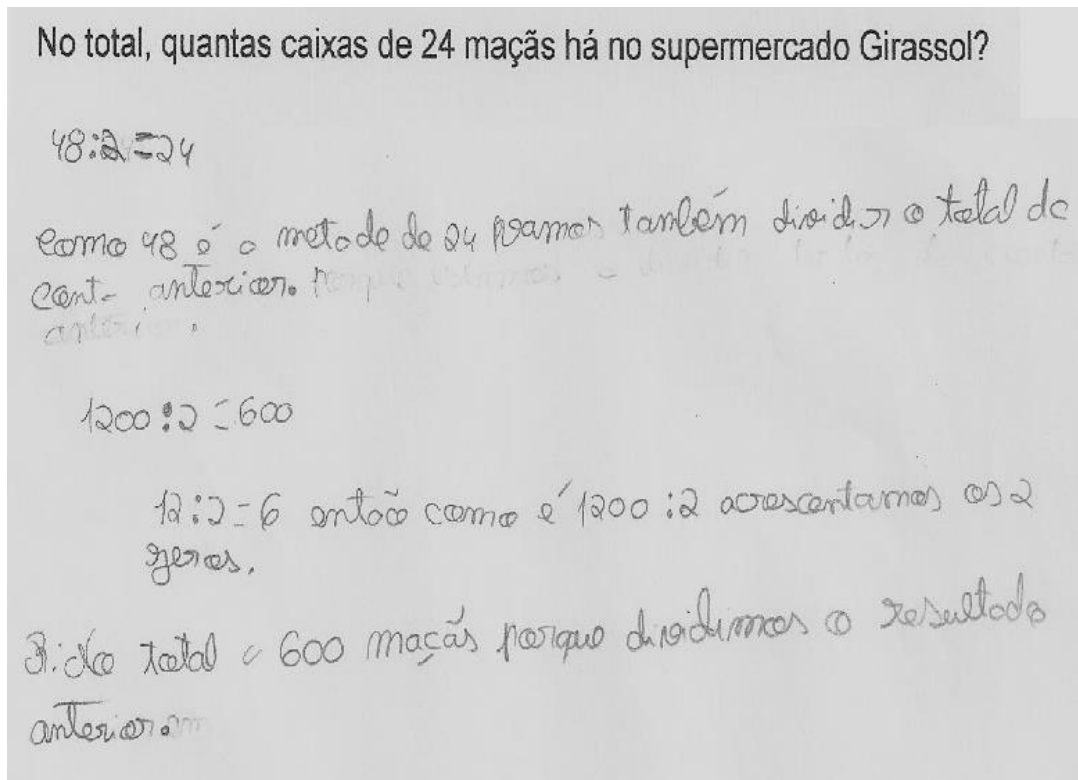 No total, quantas caixas de 24 maçãs há no supermercado Girassol?
48:2=24
Como 48 é o metade de 24 vamos também dividir o total do
cont- anterior.
1200:2=600
12:2=6 então como é 1200:2 acrescentamos os 2
zeros.
R: No total é 600 maçãs porque dividimos o resultado
anterior.